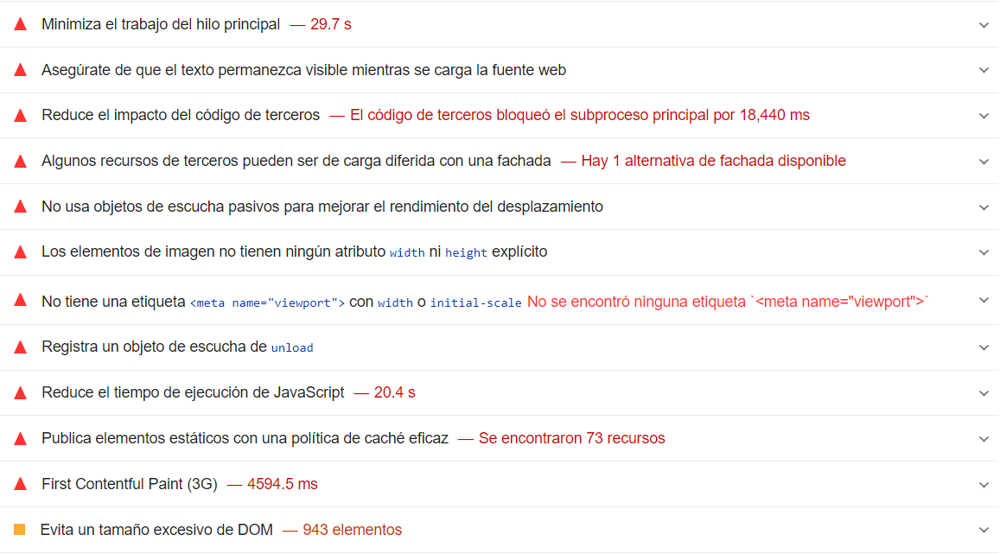 Minimiza el trabajo del hilo principal — 29.7 s
Asegúrate de que el texto permanezca visible mientras se carga la fuente web
Reduce el impacto del código de terceros — El código de terceros bloqueó el subproceso principal por 18,440 ms
Algunos recursos de terceros pueden ser de carga diferida con una fachada — Hay 1 alternativa de fachada disponible
No usa objetos de escucha pasivos para mejorar el rendimiento del desplazamiento
Los elementos de imagen no tienen ningún atributo width ni height explícito
No tiene una etiqueta <meta name="viewport"> con width o initial-scale No se encontró ninguna etiqueta `<meta name="viewport">`
Registra un objeto de escucha de unload
Reduce el tiempo de ejecución de JavaScript — 20.4 s
Publica elementos estáticos con una política de caché eficaz — Se encontraron 73 recursos
First Contentful Paint (3G) — 4594.5 ms
Evita un tamaño excesivo de DOM — 943 elementos